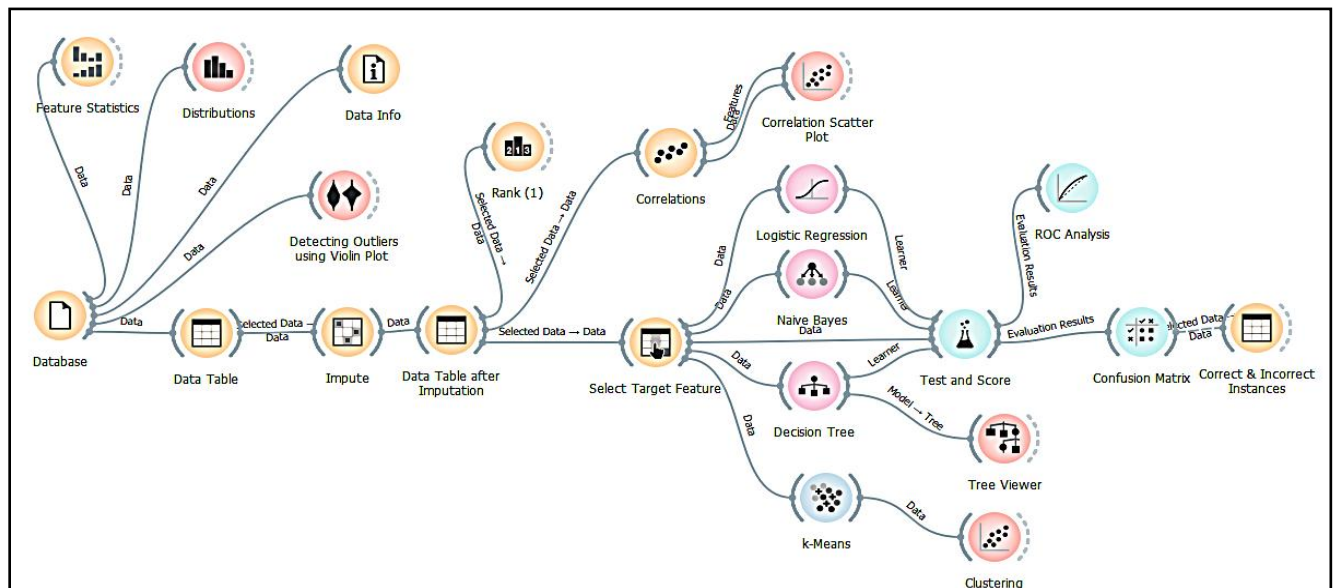 Feature Statistics
Distributions
Data Info
Data
Data
Data
Data
Detecting Outliers
using Violin Plot
Database
Data
Data Table
Selected Data →
Data
Impute
Data
Data Table after
Imputation
Rank (1)
Selected Data →
Data
Selected Data → Data
Selected Data → Data
Correlations
Features
Data
Correlation Scatter
Plot
Select Target Feature
Data
Logistic Regression
Learner
Data
Naive Bayes
Learner
Data
Data
Decision Tree
Learner
Model → Tree
Tree Viewer
Data
k-Means
Data
Clustering
Test and Score
Evaluation Results
ROC Analysis
Evaluation Results
Confusion Matrix
elected Data →
Data
Correct & Incorrect
Instances
213